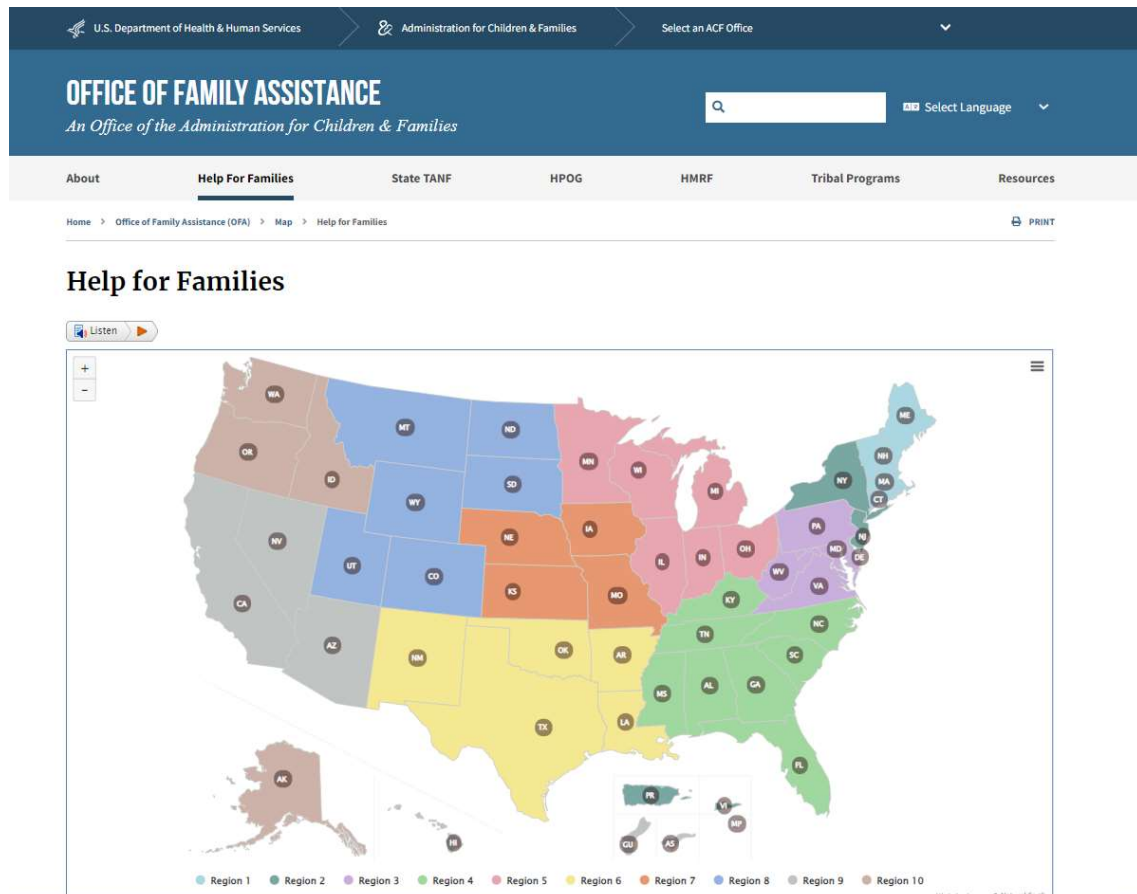 U.S. Department of Health & Human Services
Administration for Children & Families
Select an ACF Office
OFFICE OF FAMILY ASSISTANCE
An Office of the Administration for Children & Families
Select Language
About Help For Families State TANF HPOG HMRF Tribal Programs Resources
Home > Office of Family Assistance (OFA) > Map > Help for Families
PRINT
Help for Families
Listen
+
-
WA
MT
ND
ME
OR
ID
MN
WI
MI
NH
NY
MA
CT
WY
SD
NV
UT
CO
NE
IA
IL
IN
OH
PA
NJ
MD
DE
WV
VA
CA
AZ
NM
KS
MO
KY
OK
AR
TN
NC
SC
MS
AL
GA
TX
LA
FL
AK
HI
PR
VI
MP
GU
AS
Region 1 Region 2 Region 3 Region 4 Region 5 Region 6 Region 7 Region 8 Region 9 Region 10